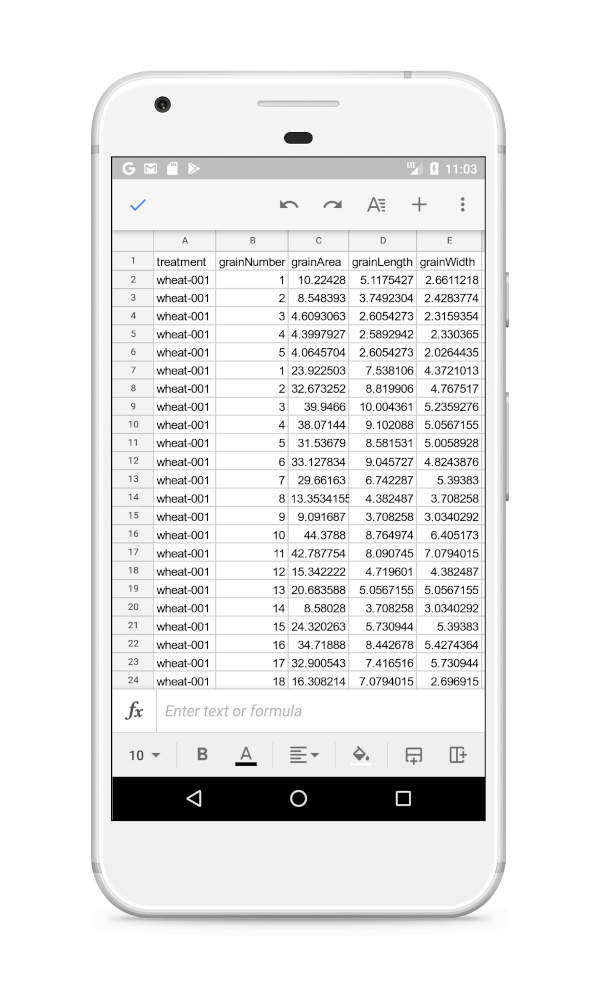 LTE 11:03
A B C D E
1 treatment grainNumber grainArea grainLength grainWidth
2 wheat-001 1 10.22428 5.1175427 2.6611218
3 wheat-001 2 8.548393 3.7492304 2.4283774
4 wheat-001 3 4.6093063 2.6054273 2.3159354
5 wheat-001 4 4.3997927 2.5892942 2.330365
6 wheat-001 5 4.0645704 2.6054273 2.0264435
7 wheat-001 1 23.922503 7.538106 4.3721013
8 wheat-001 2 32.673252 8.819906 4.767517
9 wheat-001 3 39.9466 10.004361 5.2359276
10 wheat-001 4 38.07144 9.102088 5.0567155
11 wheat-001 5 31.53679 8.581531 5.0058928
12 wheat-001 6 33.127834 9.045727 4.8243876
13 wheat-001 7 29.66163 6.742287 5.39383
14 wheat-001 8 13.3534155 4.382487 3.708258
15 wheat-001 9 9.091687 3.708258 3.0340292
16 wheat-001 10 44.3788 8.764974 6.405173
17 wheat-001 11 42.787754 8.090745 7.0794015
18 wheat-001 12 15.342222 4.719601 4.382487
19 wheat-001 13 20.683588 5.0567155 5.0567155
20 wheat-001 14 8.58028 3.708258 3.0340292
21 wheat-001 15 24.320263 5.730944 5.39383
22 wheat-001 16 34.71888 8.442678 5.4274364
23 wheat-001 17 32.900543 7.416516 5.730944
24 wheat-001 18 16.308214 7.0794015 2.696915
fx Enter text or formula
10 B A